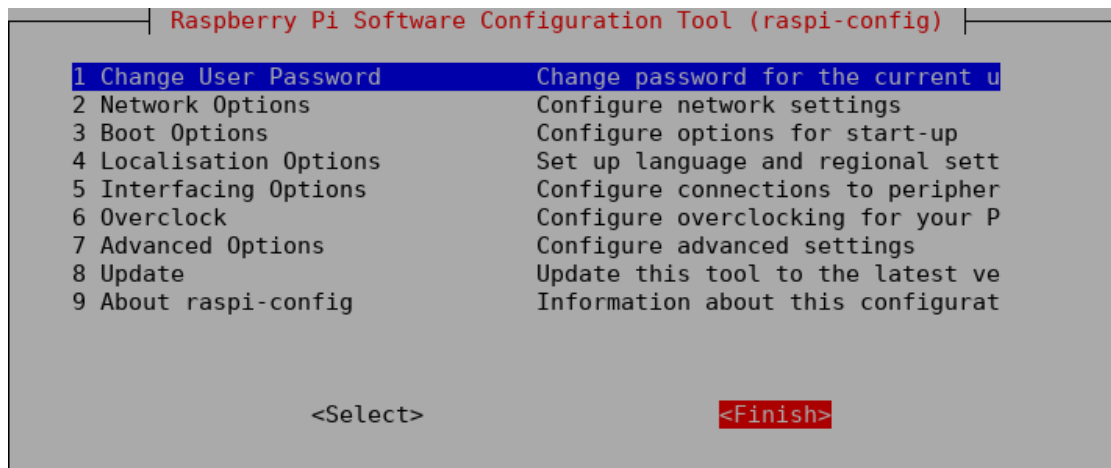 Raspberry Pi Software Configuration Tool (raspi-config)
1 Change User Password Change password for the current u
2 Network Options Configure network settings
3 Boot Options Configure options for start-up
4 Localisation Options Set up language and regional sett
5 Interfacing Options Configure connections to peripher
6 Overclock Configure overclocking for your P
7 Advanced Options Configure advanced settings
8 Update Update this tool to the latest ve
9 About raspi-config Information about this configurat
<Select> <Finish>